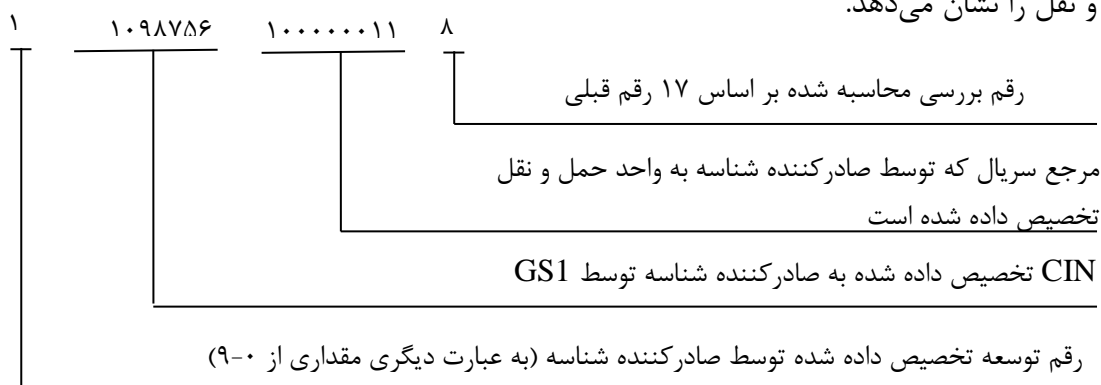 و نقل را نشان می‌دهد.
۱ ۱۰۹۸۷۵۶ ۱۰۰۰۰۰۰۱۱ ۸
رقم بررسی محاسبه شده بر اساس ۱۷ رقم قبلی
مرجع سریال که توسط صادرکننده شناسه به واحد حمل و نقل
تخصیص داده شده است
CIN تخصیص داده شده به صادرکننده شناسه توسط GS1
رقم توسعه تخصیص داده شده توسط صادرکننده شناسه (به عبارت دیگری مقداری از ۰-۹)